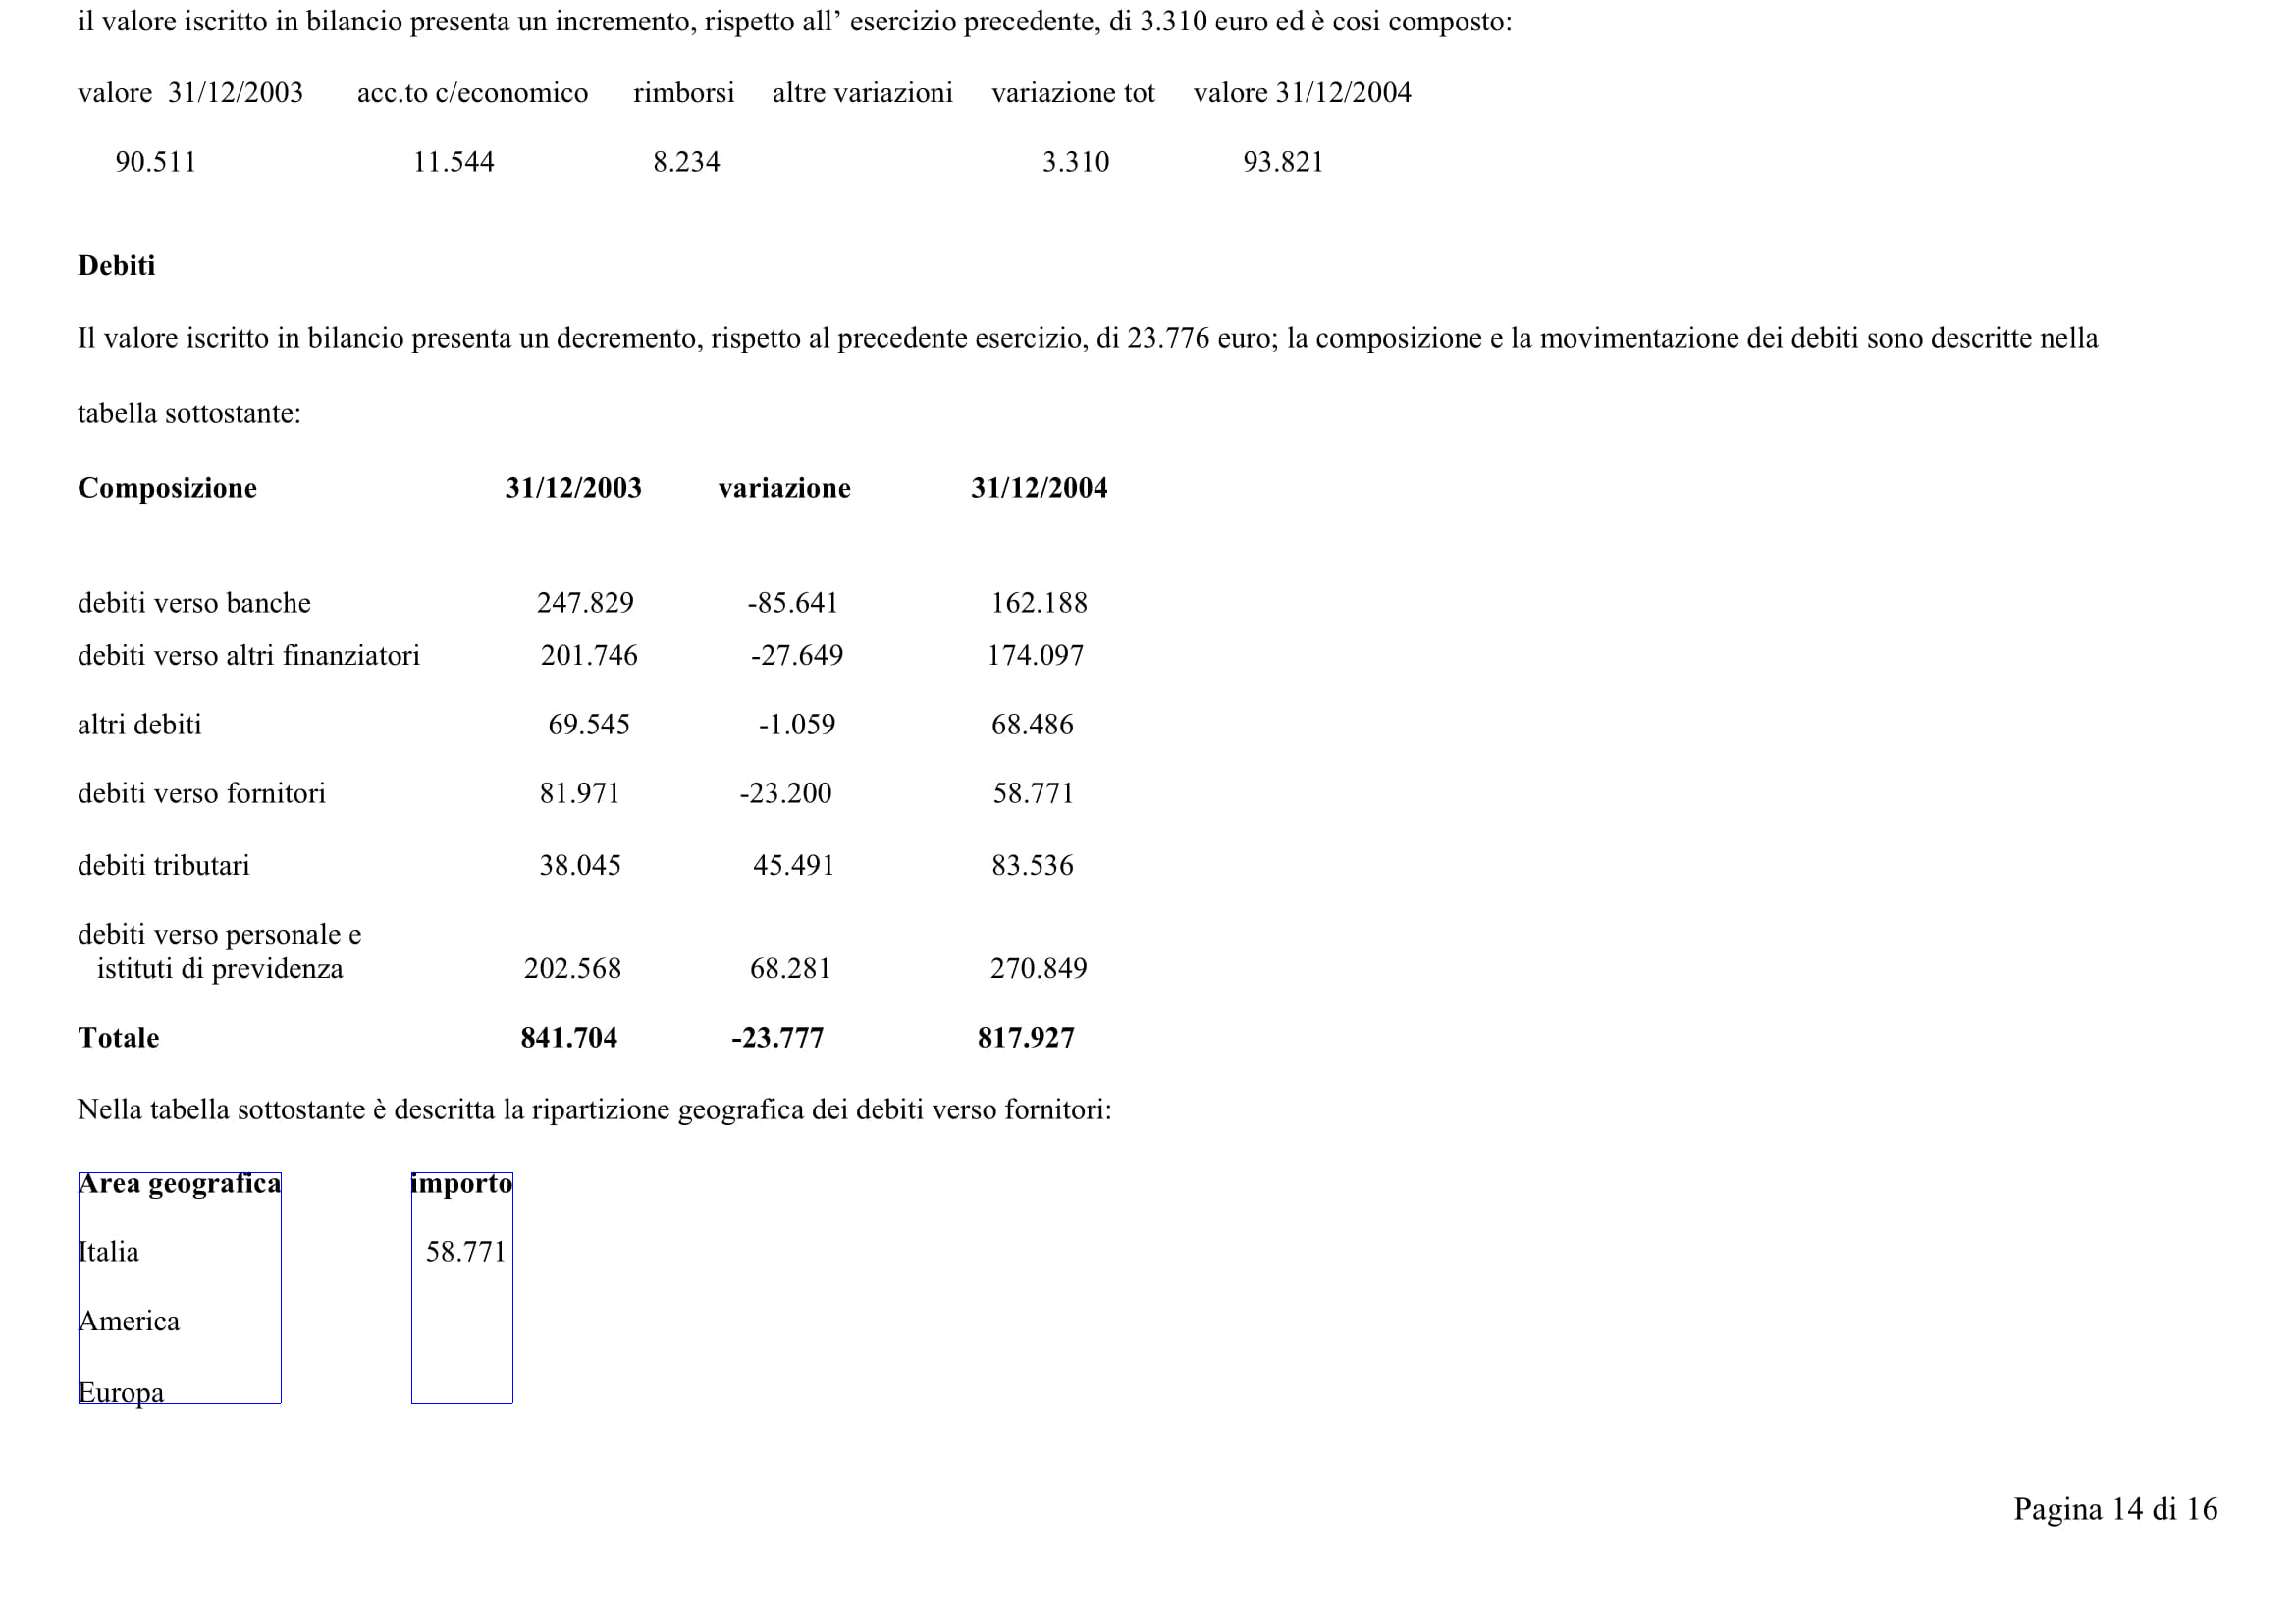 il valore iscritto in bilancio presenta un incremento, rispetto all’ esercizio precedente, di 3.310 euro ed è cosi composto:
valore 31/12/2003 acc.to c/economico rimborsi altre variazioni variazione tot valore 31/12/2004
90.511 11.544 8.234 3.310 93.821
Debiti
Il valore iscritto in bilancio presenta un decremento, rispetto al precedente esercizio, di 23.776 euro; la composizione e la movimentazione dei debiti sono descritte nella
tabella sottostante:
Composizione 31/12/2003 variazione 31/12/2004
debiti verso banche 247.829 -85.641 162.188
debiti verso altri finanziatori 201.746 -27.649 174.097
altri debiti 69.545 -1.059 68.486
debiti verso fornitori 81.971 -23.200 58.771
debiti tributari 38.045 45.491 83.536
debiti verso personale e
istituti di previdenza 202.568 68.281 270.849
Totale 841.704 -23.777 817.927
Nella tabella sottostante è descritta la ripartizione geografica dei debiti verso fornitori:
Area geografica importo
Italia 58.771
America
Europa
Pagina 14 di 16